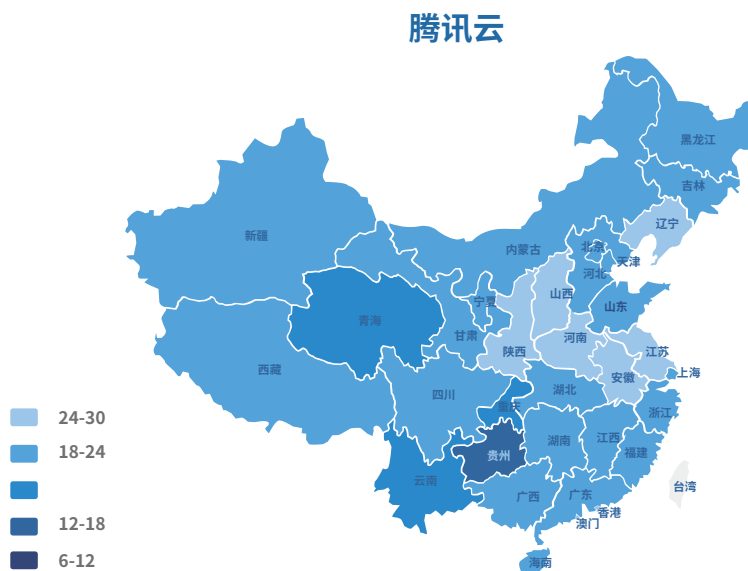 腾讯云
黑龙江
吉林
辽宁
新疆
内蒙古
北京
天津
河北
山西
宁夏
山东
青海
甘肃
陕西
河南
江苏
西藏
上海
安徽
四川
湖北
重庆
浙江
湖南
江西
贵州
福建
云南
台湾
广西
广东
香港
澳门
海南
24-30
18-24
12-18
6-12